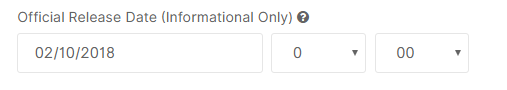 Official Release Date (Informational Only)
02/10/2018 0 00